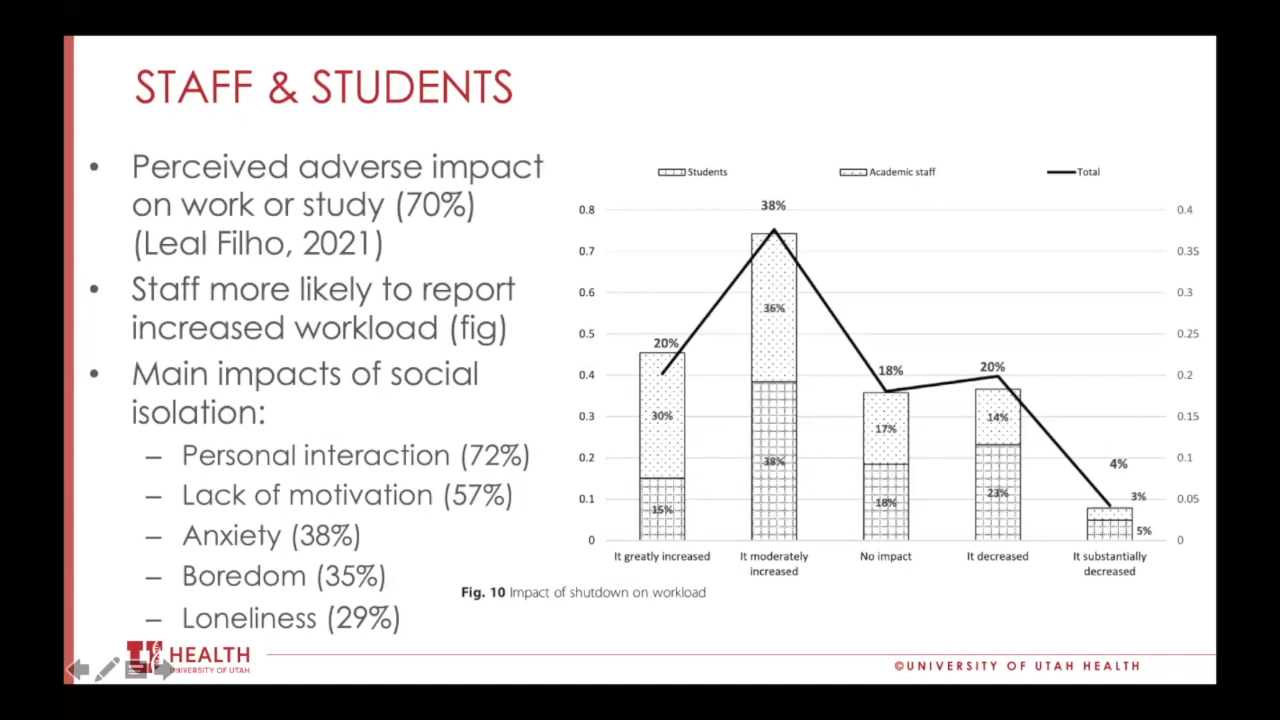 STAFF & STUDENTS
• Perceived adverse impact
on work or study (70%)
(Leal Filho, 2021)
• Staff more likely to report
increased workload (fig)
• Main impacts of social
isolation:
– Personal interaction (72%)
– Lack of motivation (57%)
– Anxiety (38%)
– Boredom (35%)
– Loneliness (29%)
Students Academic staff Total
0.8 0.4
0.7 0.35
0.6 0.3
0.5 0.25
0.4 0.2
0.3 0.15
0.2 0.1
0.1 0.05
0 0
20% 38% 18% 20% 4%
30% 36% 17% 14% 3%
15% 38% 18% 23% 5%
It greatly increased It moderately No impact It decreased It substantially
increased decreased
Fig. 10 Impact of shutdown on workload
HEALTH
UNIVERSITY OF UTAH
©UNIVERSITY OF UTAH HEALTH